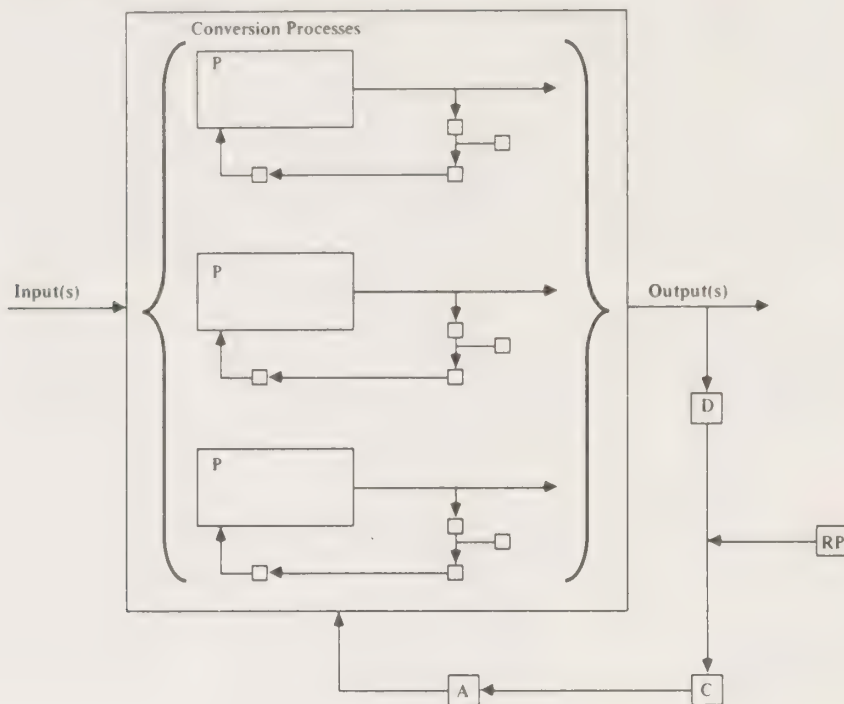 Conversion Processes
P
P
Input(s)
Output(s)
D
P
RP
A
C